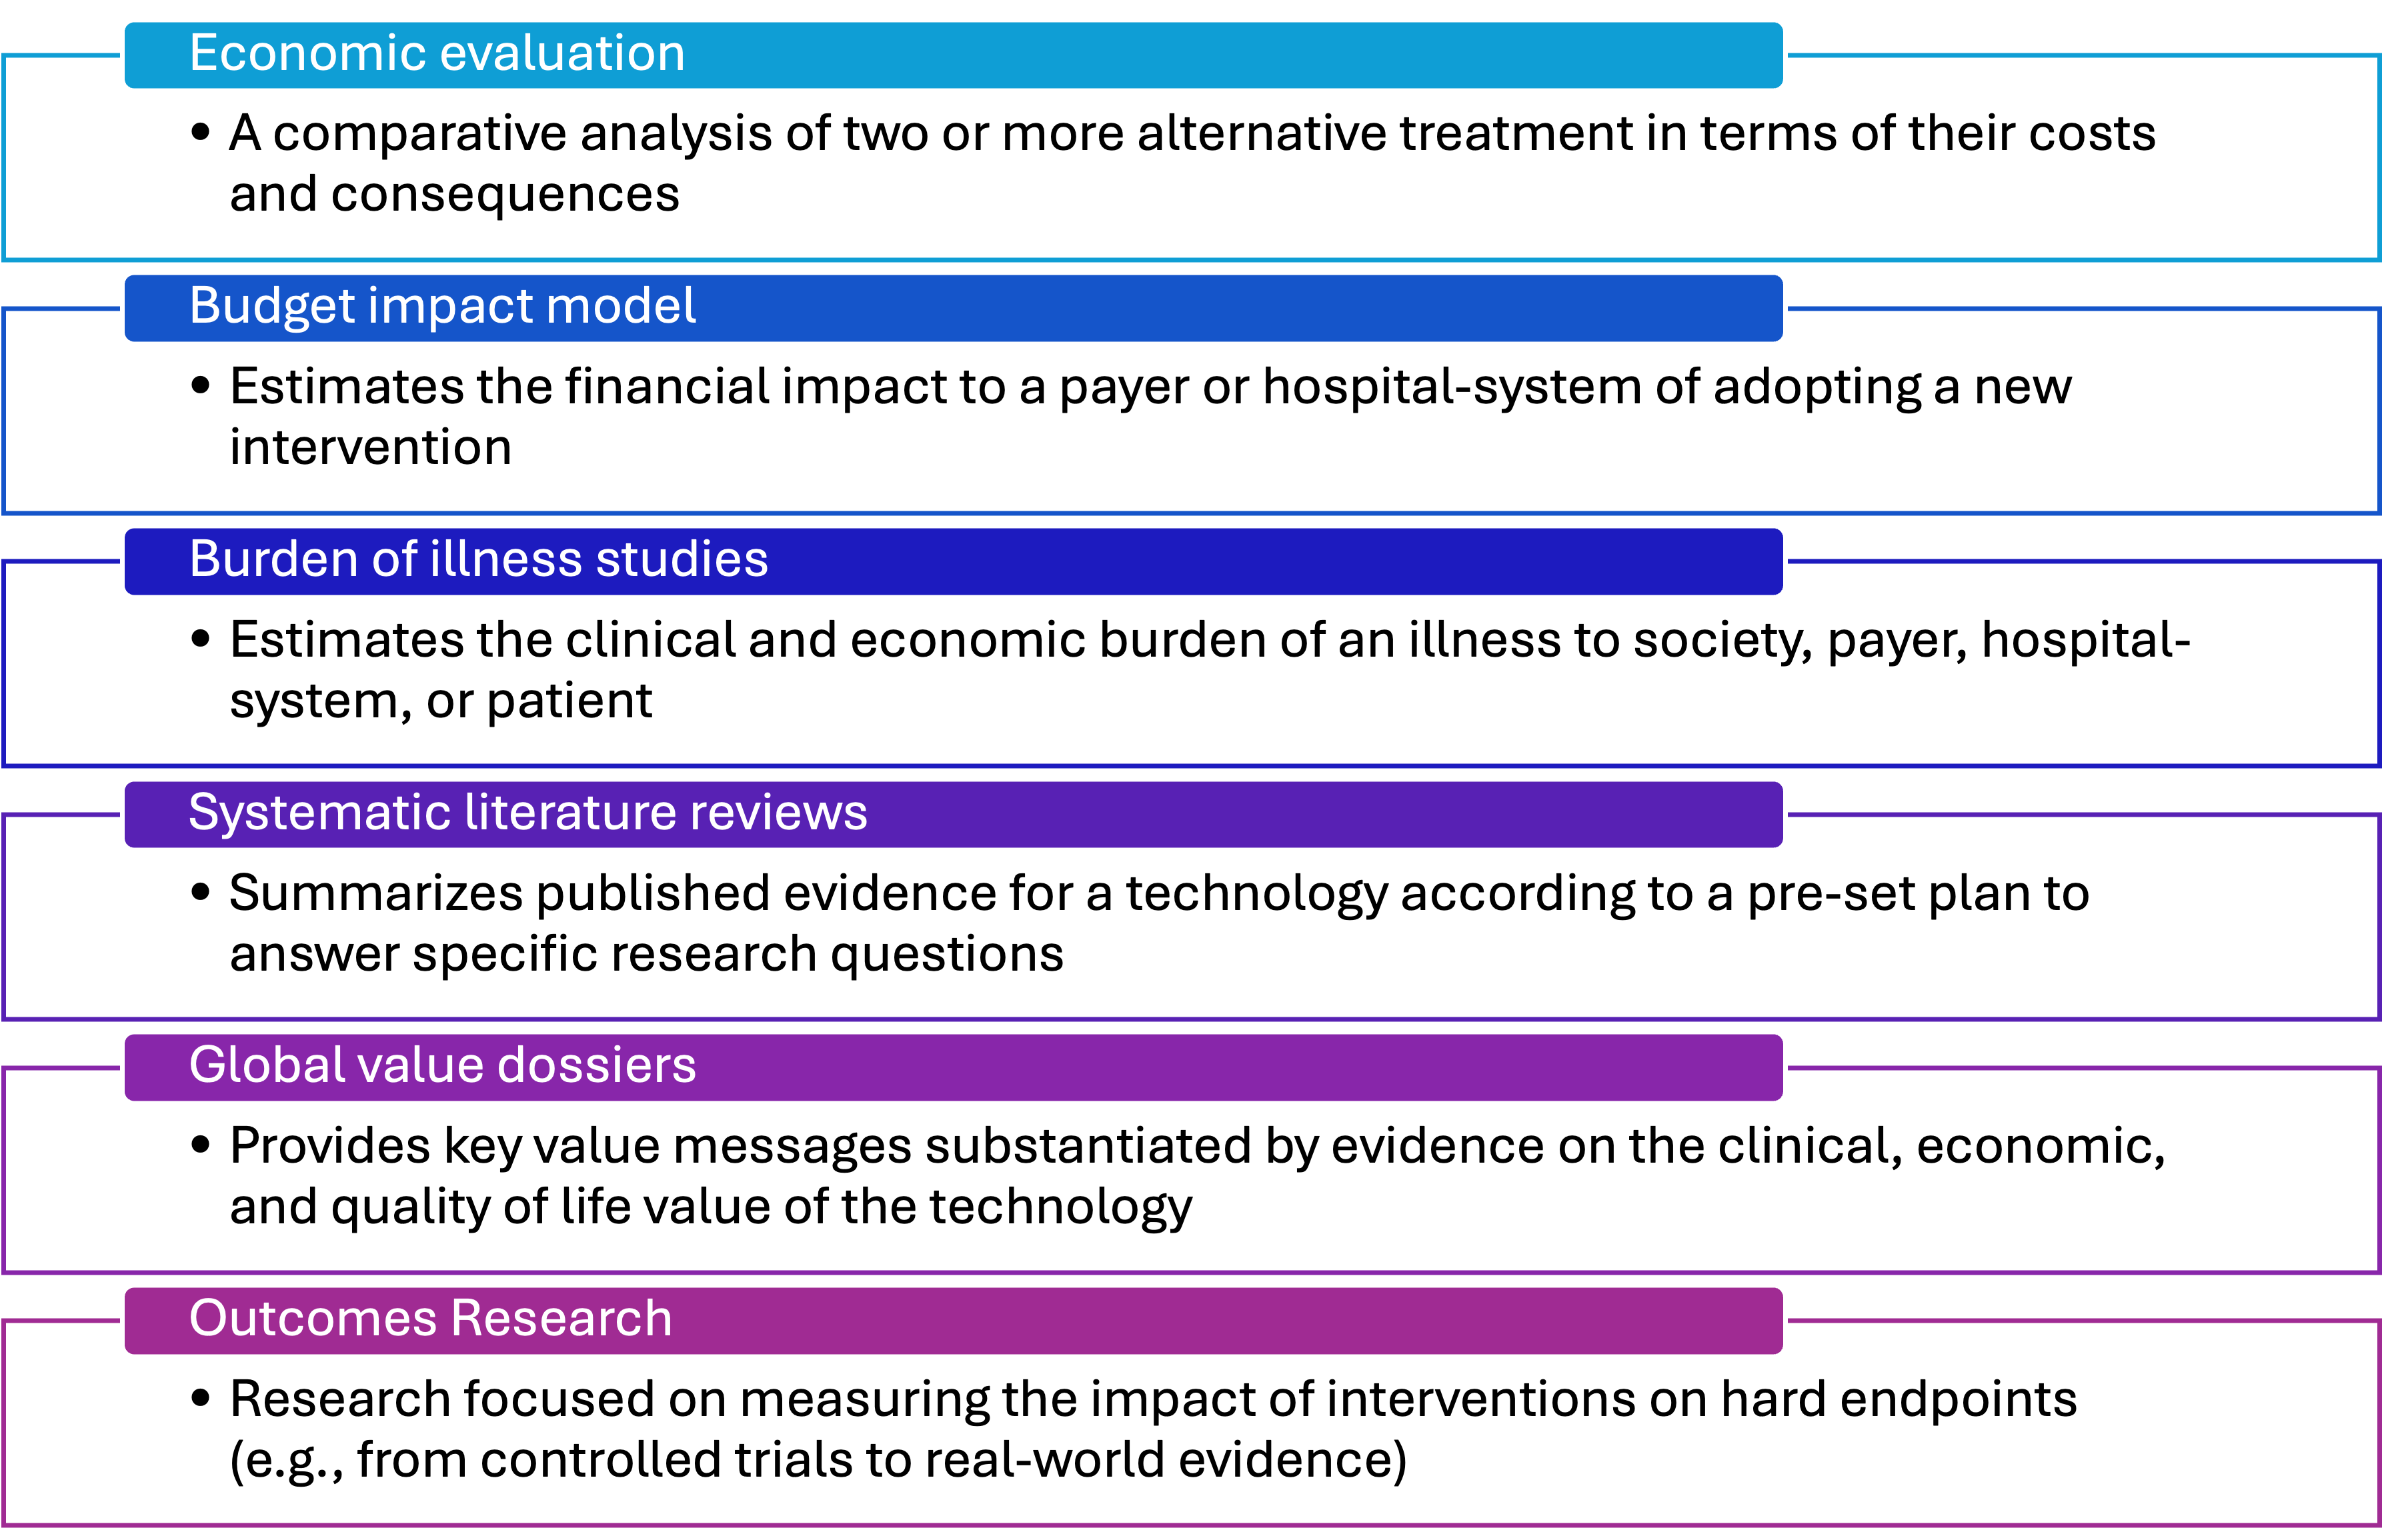 Economic evaluation
• A comparative analysis of two or more alternative treatment in terms of their costs
and consequences
Budget impact model
• Estimates the financial impact to a payer or hospital-system of adopting a new
intervention
Burden of illness studies
• Estimates the clinical and economic burden of an illness to society, payer, hospital-
system, or patient
Systematic literature reviews
• Summarizes published evidence for a technology according to a pre-set plan to
answer specific research questions
Global value dossiers
• Provides key value messages substantiated by evidence on the clinical, economic,
and quality of life value of the technology
Outcomes Research
• Research focused on measuring the impact of interventions on hard endpoints
(e.g., from controlled trials to real-world evidence)